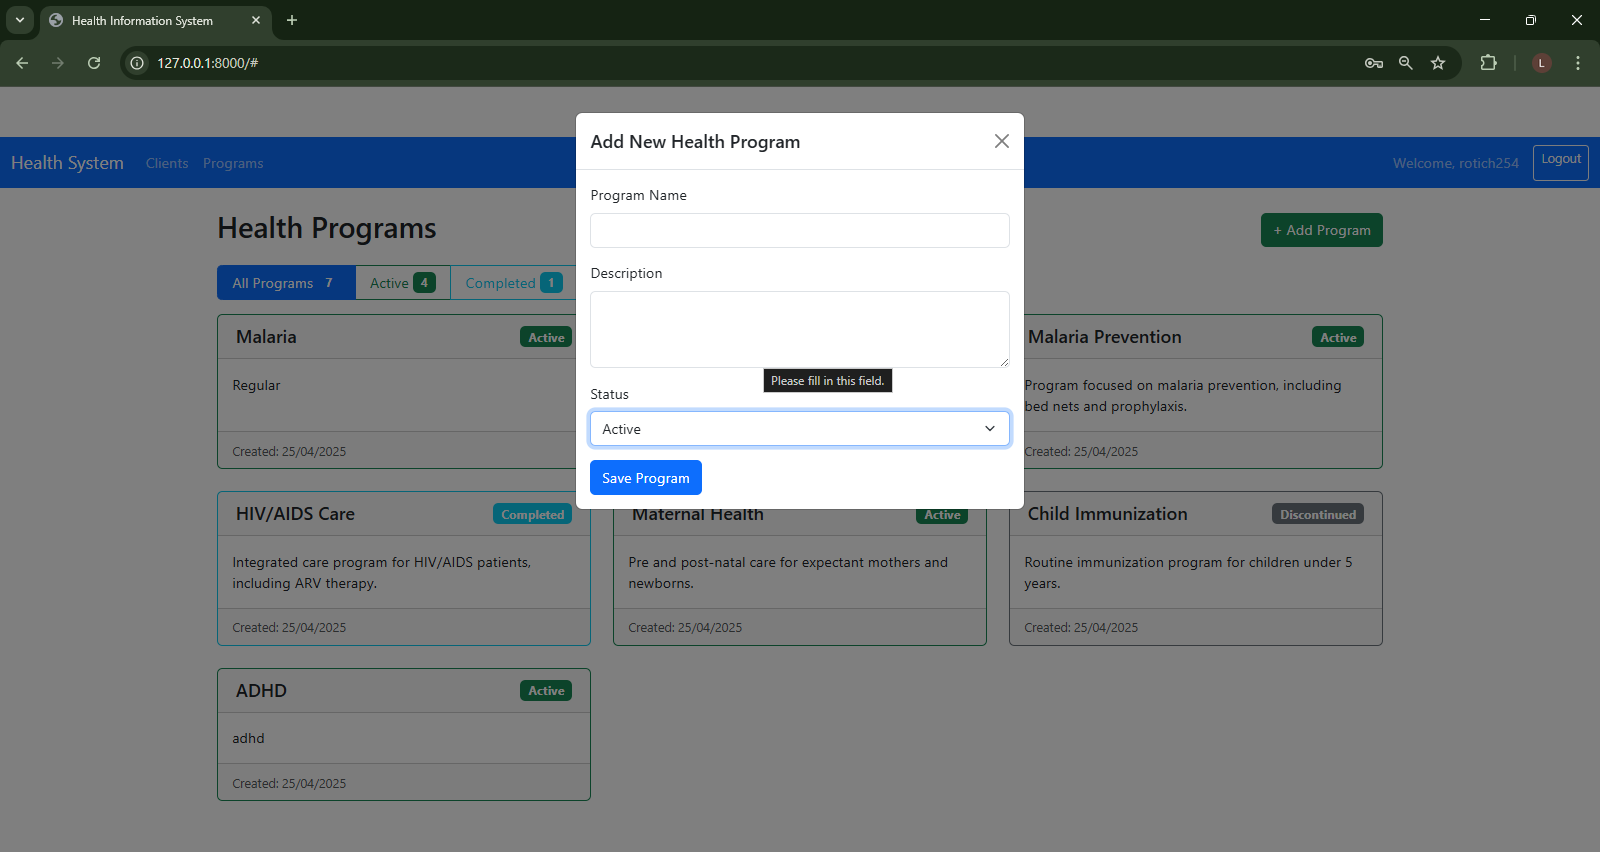 Health Information System
127.0.0.1:8000/#
L
Health System Clients Programs Welcome, rotich254 Logout
Health Programs + Add Program
All Programs 7 Active 4 Completed 1
Add New Health Program
Program Name
Description
Please fill in this field.
Status
Active
Save Program
Malaria Active
Regular
Created: 25/04/2025
Malaria Prevention Active
Program focused on malaria prevention, including
bed nets and prophylaxis.
Created: 25/04/2025
HIV/AIDS Care Completed
Integrated care program for HIV/AIDS patients,
including ARV therapy.
Created: 25/04/2025
Maternal Health Active
Pre and post-natal care for expectant mothers and
newborns.
Created: 25/04/2025
Child Immunization Discontinued
Routine immunization program for children under 5
years.
Created: 25/04/2025
ADHD Active
adhd
Created: 25/04/2025